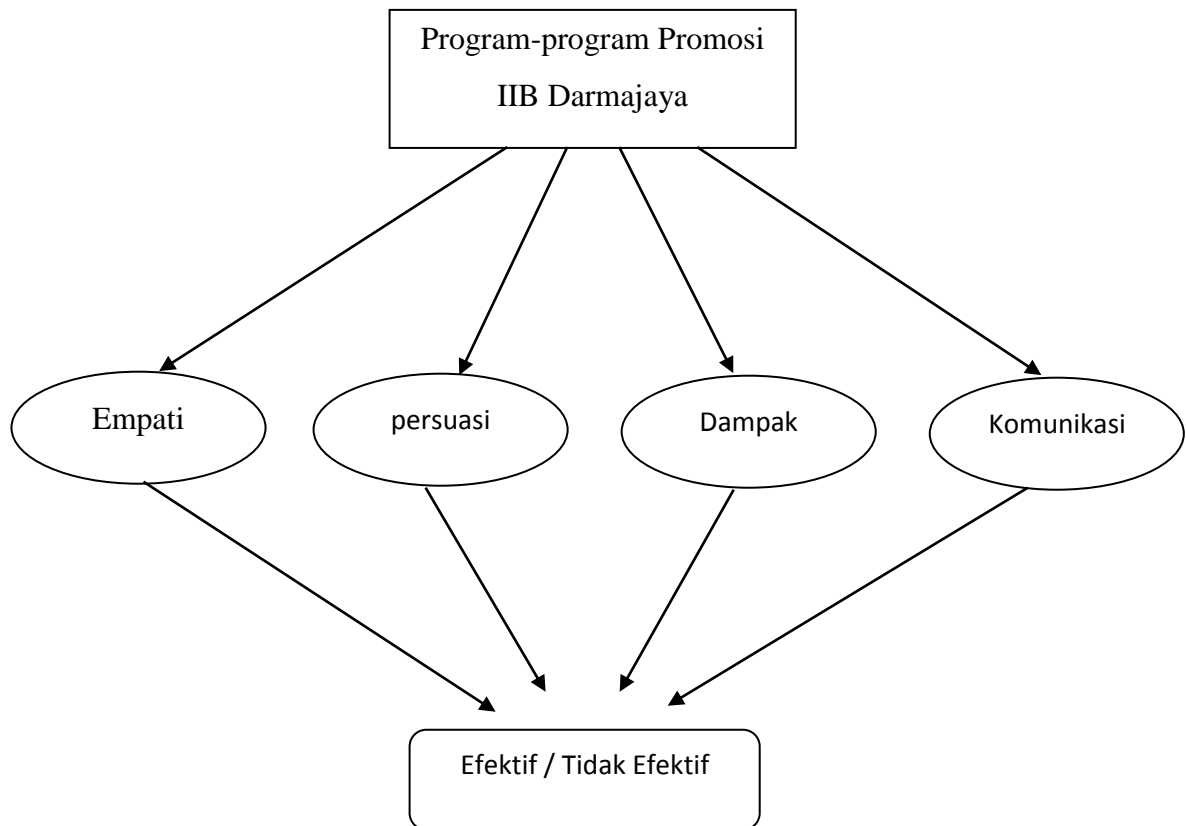 Program-program Promosi
IIB Darmajaya
Empati
persuasi
Dampak
Komunikasi
Efektif / Tidak Efektif